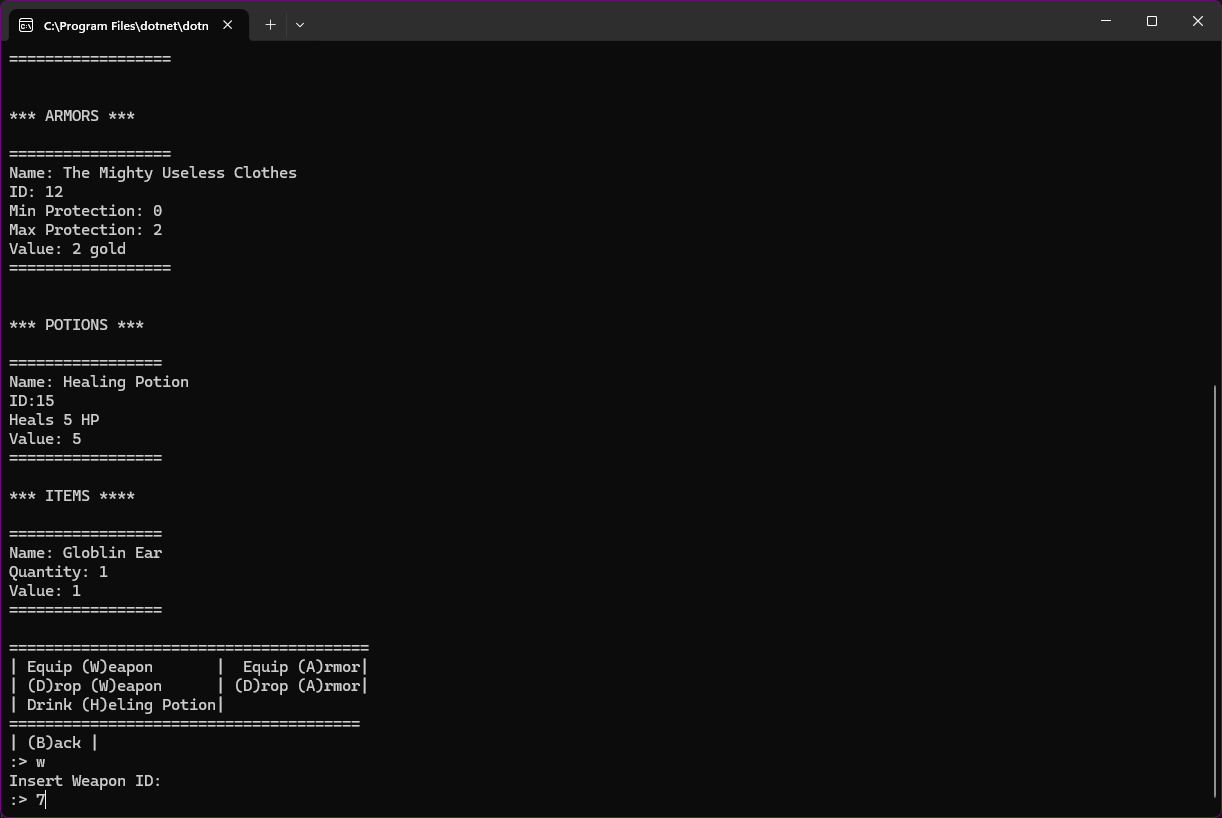 C:\Program Files\dotnet\dotn
==================
*** ARMORS ***
==================
Name: The Mighty Useless Clothes
ID: 12
Min Protection: 0
Max Protection: 2
Value: 2 gold
==================
*** POTIONS ***
=================
Name: Healing Potion
ID:15
Heals 5 HP
Value: 5
=================
*** ITEMS ****
=================
Name: Globlin Ear
Quantity: 1
Value: 1
=================
========================================
| Equip (W)eapon       |  Equip (A)rmor|
| (D)rop (W)eapon      | (D)rop (A)rmor|
| Drink (H)eling Potion|
=======================================
| (B)ack |
:> w
Insert Weapon ID:
:> 7